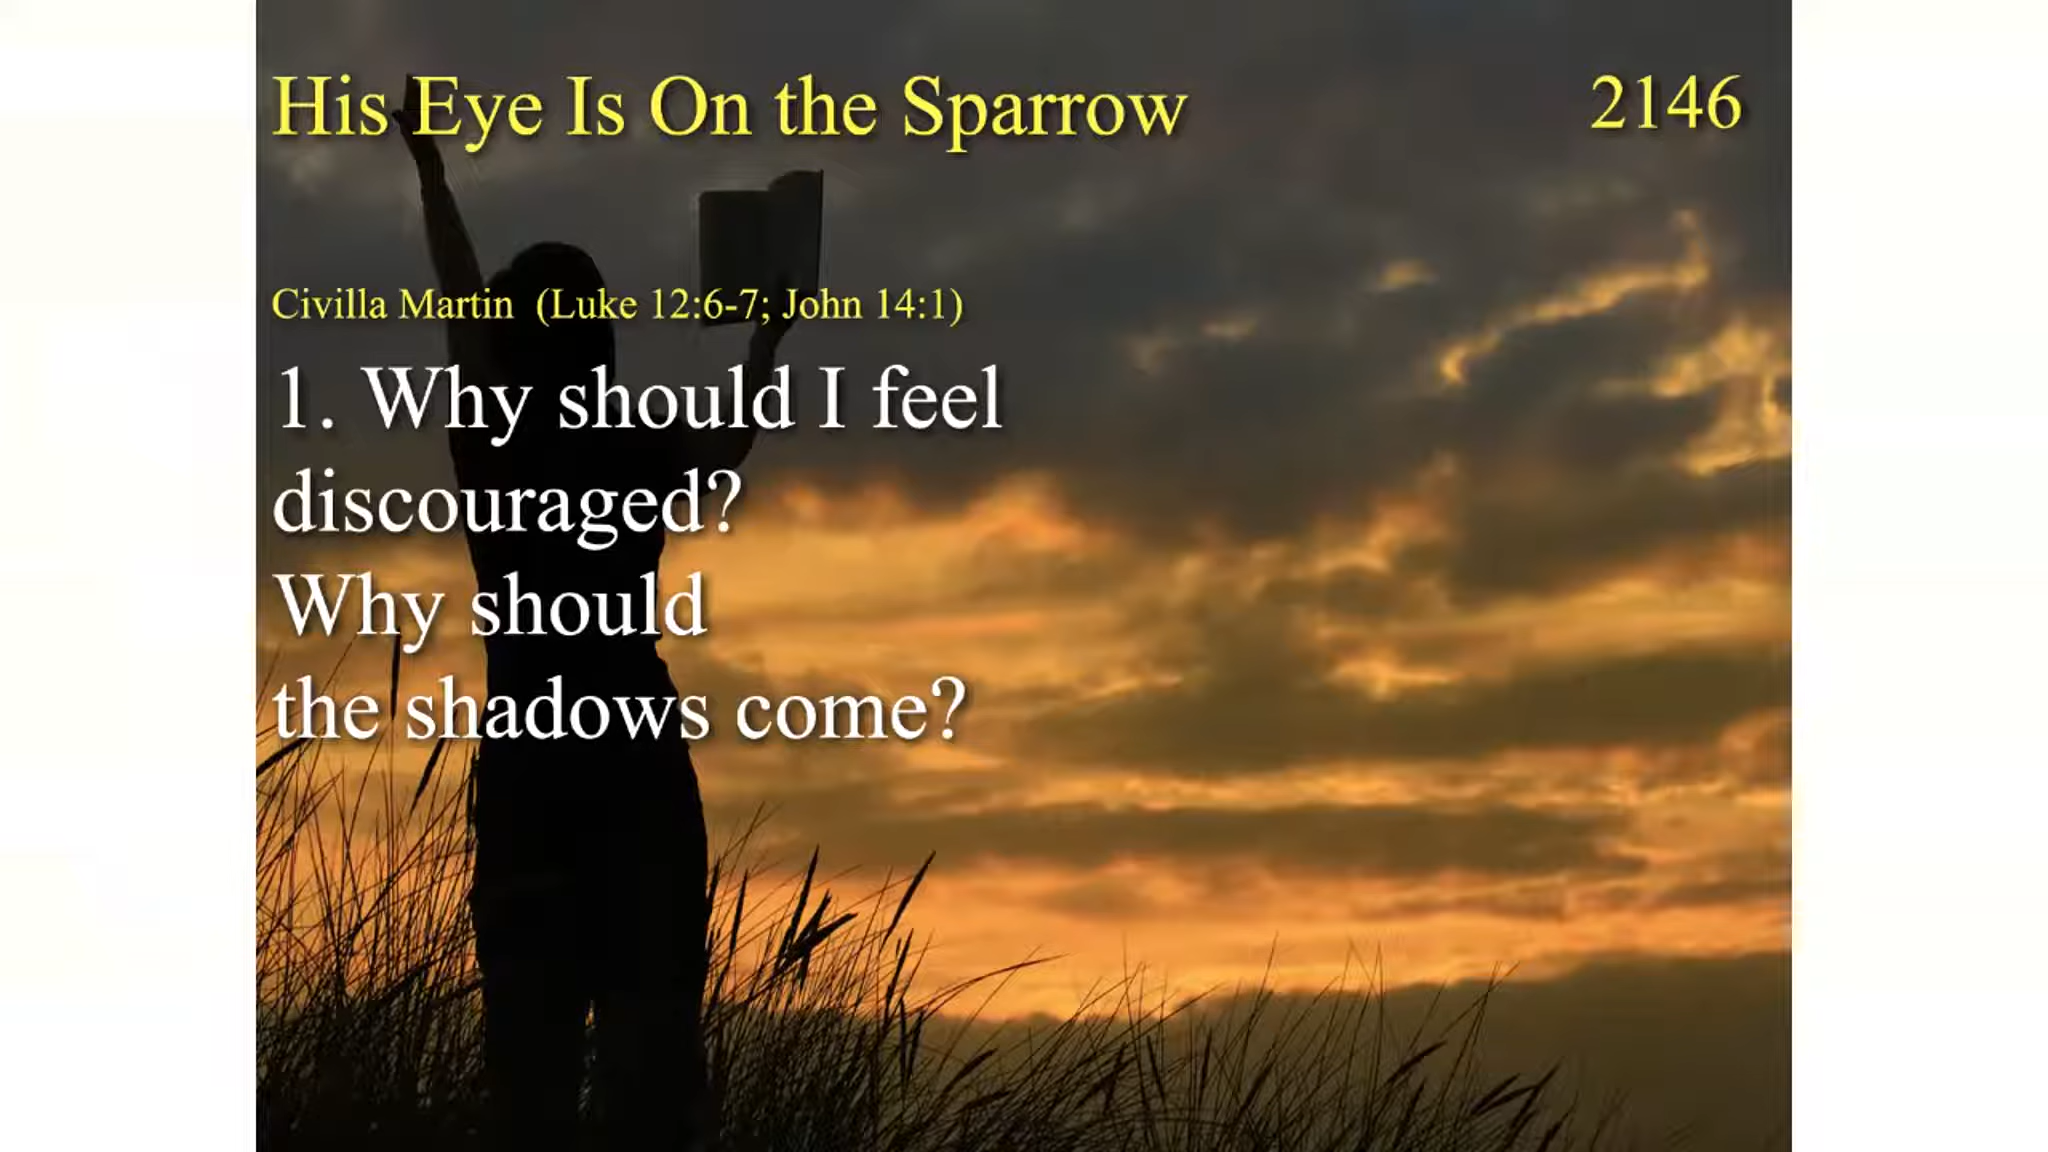 His Eye Is On the Sparrow 2146
Civilla Martin (Luke 12:6-7; John 14:1)
1. Why should I feel
discouraged?
Why should
the shadows come?